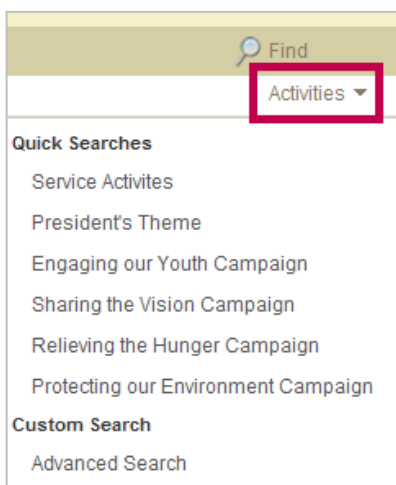 Find
Activities
Quick Searches
Service Activites
President's Theme
Engaging our Youth Campaign
Sharing the Vision Campaign
Relieving the Hunger Campaign
Protecting our Environment Campaign
Custom Search
Advanced Search